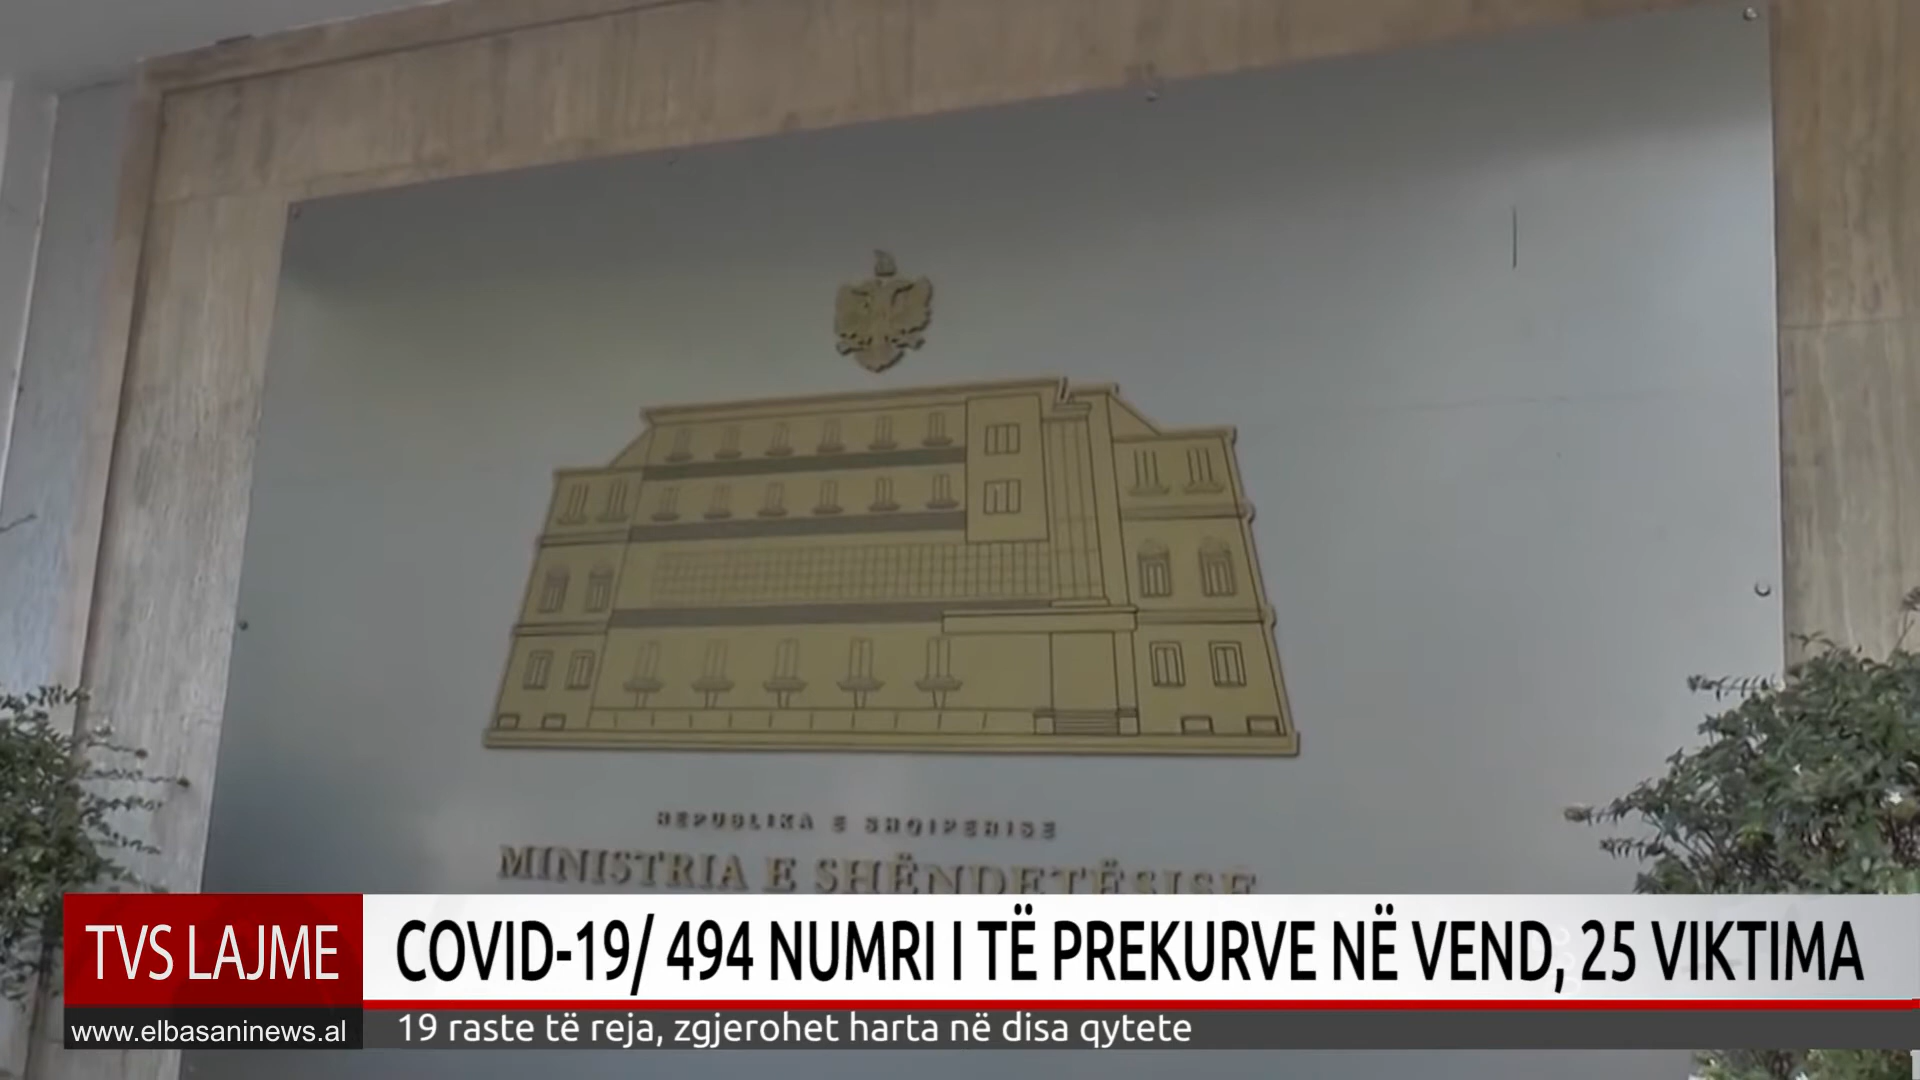 REPUBLIKA E SHQIPERISE
MINISTRIA E SHËNDETËSISË
TVS LAJME
COVID-19/ 494 NUMRI I TË PREKURVE NË VEND, 25 VIKTIMA
www.elbasaninews.al
19 raste të reja, zgjerohet harta në disa qytete